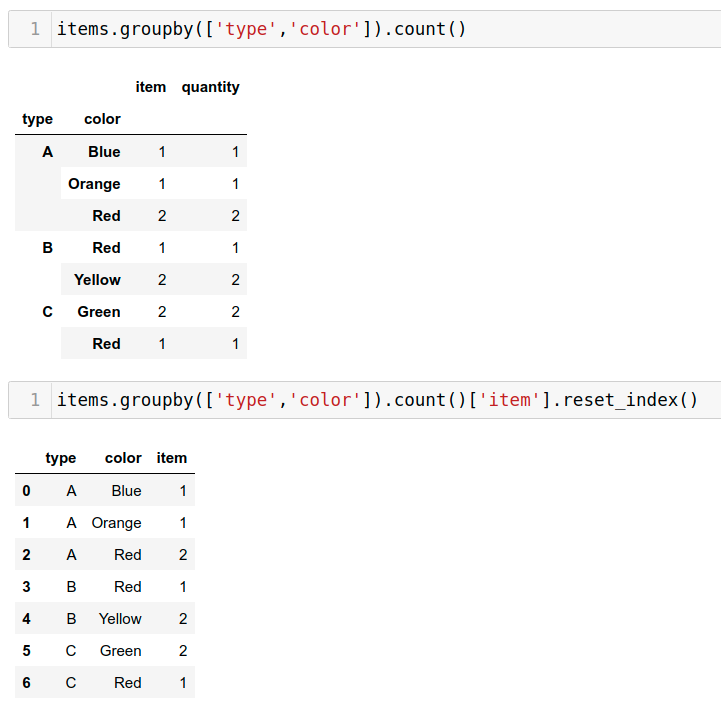 1 items.groupby(['type','color']).count()
item quantity
type color
A Blue 1 1
Orange 1 1
Red 2 2
B Red 1 1
Yellow 2 2
C Green 2 2
Red 1 1
1 items.groupby(['type','color']).count()['item'].reset_index()
type color item
0 A Blue 1
1 A Orange 1
2 A Red 2
3 B Red 1
4 B Yellow 2
5 C Green 2
6 C Red 1